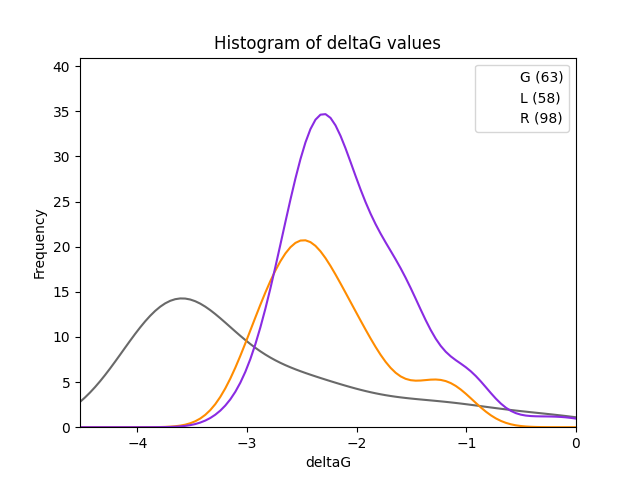 Histogram of deltaG values
G (63)
L (58)
R (98)
Frequency
40
35
30
25
20
15
10
5
0
−4
−3
−2
−1
0
deltaG